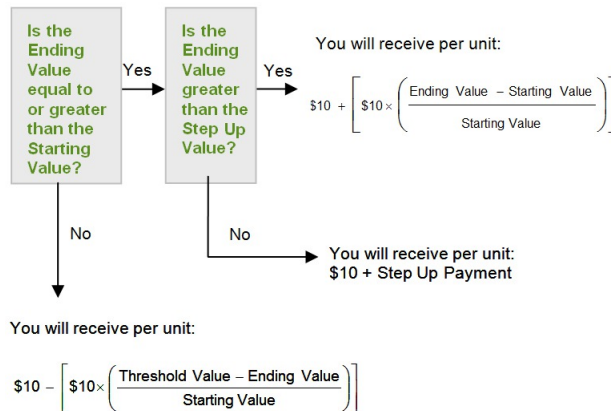 Is the
Ending
Value
equal to
or greater
than the
Starting
Value?
Yes
Is the
Ending
Value
greater
than the
Step Up
Value?
Yes
You will receive per unit:
$10 + [ $10 × ( Ending Value – Starting Value
Starting Value ) ]
No
No
You will receive per unit:
$10 + Step Up Payment
You will receive per unit:
$10 – [ $10× ( Threshold Value – Ending Value
Starting Value ) ]